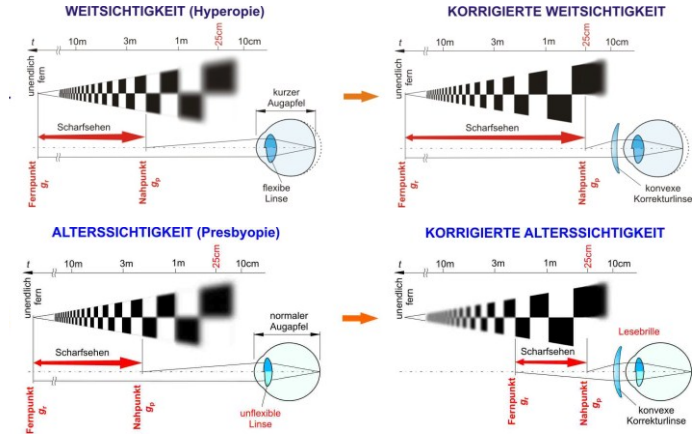 WEITSICHTIGKEIT (Hyperopie)
t 10m 3m 1m 25cm 10cm
unendlich
fern
kurzer
Augapfel
Scharfsehen
flexibe
Linse
Fernpunkt
gf
Nahpunkt
gp
KORRIGIERTE WEITSICHTIGKEIT
t 10m 3m 1m 25cm 10cm
unendlich
fern
Scharfsehen
konvexe
Korrekturlinse
Fernpunkt
gf
Nahpunkt
gp
ALTERSSICHTIGKEIT (Presbyopie)
t 10m 3m 1m 25cm 10cm
unendlich
fern
normaler
Augapfel
Scharfsehen
unflexible
Linse
Fernpunkt
gf
Nahpunkt
gp
KORRIGIERTE ALTERSSICHTIGKEIT
t 10m 3m 1m 25cm 10cm
unendlich
fern
Lesebrille
Scharfsehen
konvexe
Korrekturlinse
Fernpunkt
gf
Nahpunkt
gp